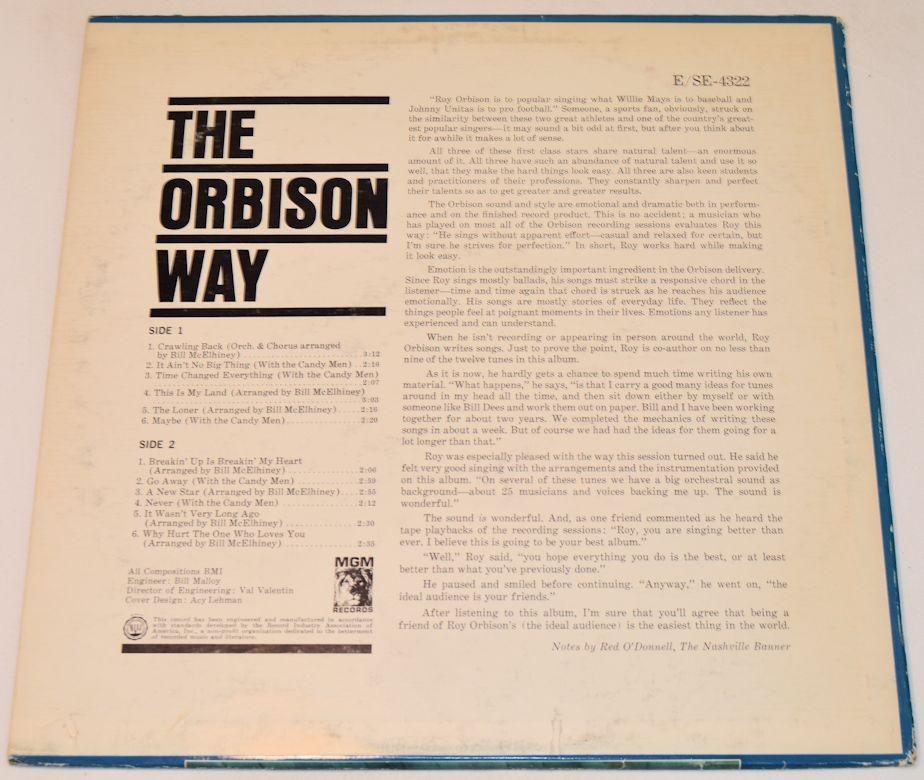 E/SE-4322
THE
ORBISON
WAY
SIDE 1
1. Crawling Back (Orch. & Chorus arranged
by Bill McElhiney) . . . . . . . . . . . . . . . . . . . . . . 3:12
2. It Ain't No Big Thing (With the Candy Men) . . 2:16
3. Time Changed Everything (With the Candy Men)
. . . . . . . . . . . . . . . . . . . . . . . . . . . . . . . . . . . . 2:07
4. This Is My Land (Arranged by Bill McElhiney)
. . . . . . . . . . . . . . . . . . . . . . . . . . . . . . . . . . . . 3:03
5. The Loner (Arranged by Bill McElhiney) . . . . . 2:16
6. Maybe (With the Candy Men) . . . . . . . . . . . . . . 2:20
SIDE 2
1. Breakin' Up Is Breakin' My Heart
(Arranged by Bill McElhiney) . . . . . . . . . . . . . 2:06
2. Go Away (With the Candy Men) . . . . . . . . . . . . 2:59
3. A New Star (Arranged by Bill McElhiney) . . . . 2:55
4. Never (With the Candy Men) . . . . . . . . . . . . . . 2:12
5. It Wasn't Very Long Ago
(Arranged by Bill McElhiney) . . . . . . . . . . . . . 2:30
6. Why Hurt The One Who Loves You
(Arranged by Bill McElhiney) . . . . . . . . . . . . . 2:35
All Compositions BMI
Engineer: Bill Malloy
Director of Engineering: Val Valentin
Cover Design: Acy Lehman
MGM
RECORDS
This record has been engineered and manufactured in accordance
with standards developed by the Record Industry Association of
America, Inc., a non-profit organization dedicated to the betterment
of recorded music and literature.
"Roy Orbison is to popular singing what Willie Mays is to baseball and
Johnny Unitas is to pro football." Someone, a sports fan, obviously, struck on
the similarity between these two great athletes and one of the country's great-
est popular singers—it may sound a bit odd at first, but after you think about
it for awhile it makes a lot of sense.
All three of these first class stars share natural talent—an enormous
amount of it. All three have such an abundance of natural talent and use it so
well, that they make the hard things look easy. All three are also keen students
and practitioners of their professions. They constantly sharpen and perfect
their talents so as to get greater and greater results.
The Orbison sound and style are emotional and dramatic both in perform-
ance and on the finished record product. This is no accident; a musician who
has played on most all of the Orbison recording sessions evaluates Roy this
way: "He sings without apparent effort—casual and relaxed for certain, but
I'm sure he strives for perfection." In short, Roy works hard while making
it look easy.
Emotion is the outstandingly important ingredient in the Orbison delivery.
Since Roy sings mostly ballads, his songs must strike a responsive chord in the
listener—time and time again that chord is struck as he reaches his audience
emotionally. His songs are mostly stories of everyday life. They reflect the
things people feel at poignant moments in their lives. Emotions any listener has
experienced and can understand.
When he isn't recording or appearing in person around the world, Roy
Orbison writes songs. Just to prove the point, Roy is co-author on no less than
nine of the twelve tunes in this album.
As it is now, he hardly gets a chance to spend much time writing his own
material. "What happens," he says, "is that I carry a good many ideas for tunes
around in my head all the time, and then sit down either by myself or with
someone like Bill Dees and work them out on paper. Bill and I have been working
together for about two years. We completed the mechanics of writing these
songs in about a week. But of course we had had the ideas for them going for a
lot longer than that."
Roy was especially pleased with the way this session turned out. He said he
felt very good singing with the arrangements and the instrumentation provided
on this album. "On several of these tunes we have a big orchestral sound as
background—about 25 musicians and voices backing me up. The sound is
wonderful."
The sound is wonderful. And, as one friend commented as he heard the
tape playbacks of the recording sessions: "Roy, you are singing better than
ever. I believe this is going to be your best album."
"Well," Roy said, "you hope everything you do is the best, or at least
better than what you've previously done."
He paused and smiled before continuing. "Anyway," he went on, "the
ideal audience is your friends."
After listening to this album, I'm sure that you'll agree that being a
friend of Roy Orbison's (the ideal audience) is the easiest thing in the world.
Notes by Red O'Donnell, The Nashville Banner